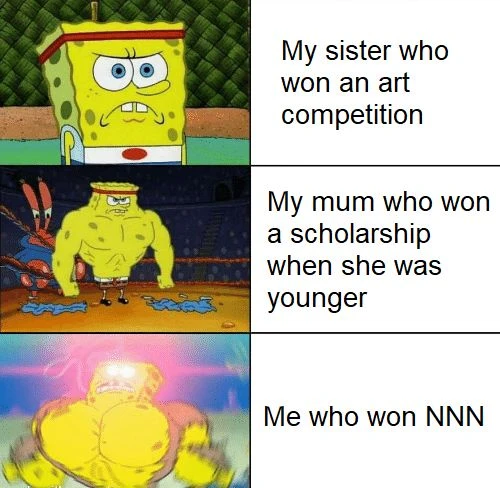 My sister who
won an art
competition
My mum who won
a scholarship
when she was
younger
Me who won NNN